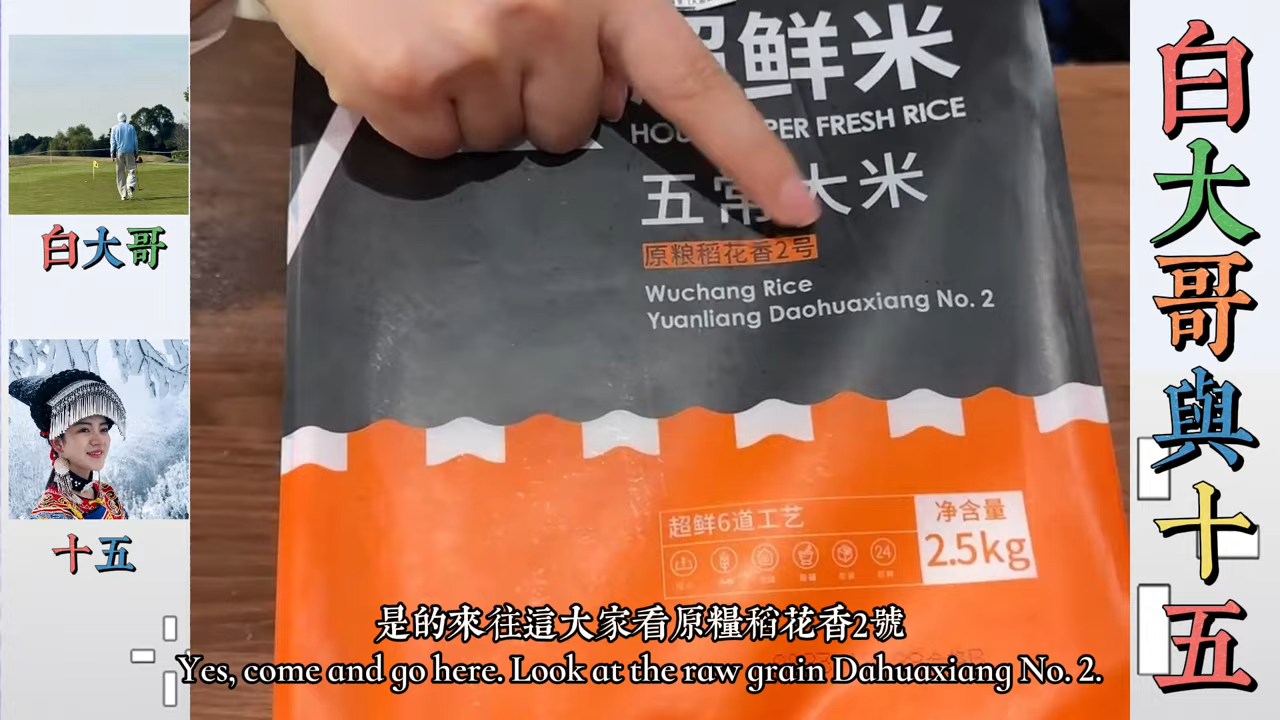 鲜米
PER FRESH RICE
五常大米
原粮稻花香2号
Wuchang Rice
Yuanliang Daohuaxiang No. 2
超鲜6道工艺
24
净含量
2.5kg
白大哥
十五
白大哥與十五
是的來往這大家看原糧稻花香2號
Yes, come and go here. Look at the raw grain Dahuaxiang No. 2.